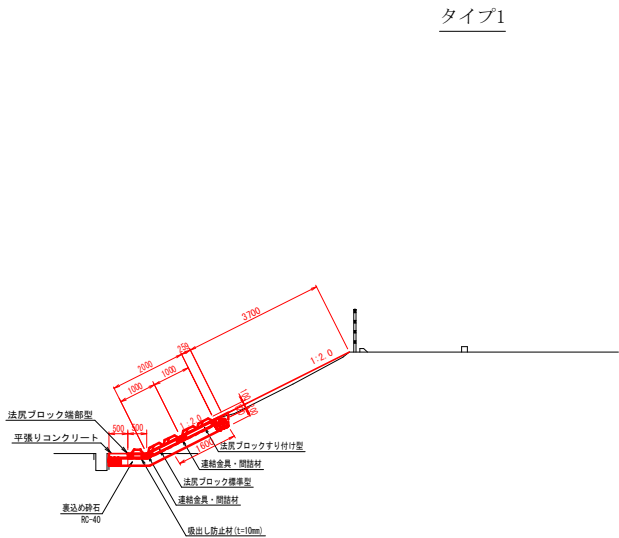 タイプ1
3700
250
2000
1000
1000
1:2.0
1:2.0
法尻ブロック端部型
500
500
平張りコンクリート
法尻ブロックすり付け型
1600
連結金具・間詰材
法尻ブロック標準型
連結金具・間詰材
裏込め砕石
RC-40
吸出し防止材(t=10mm)